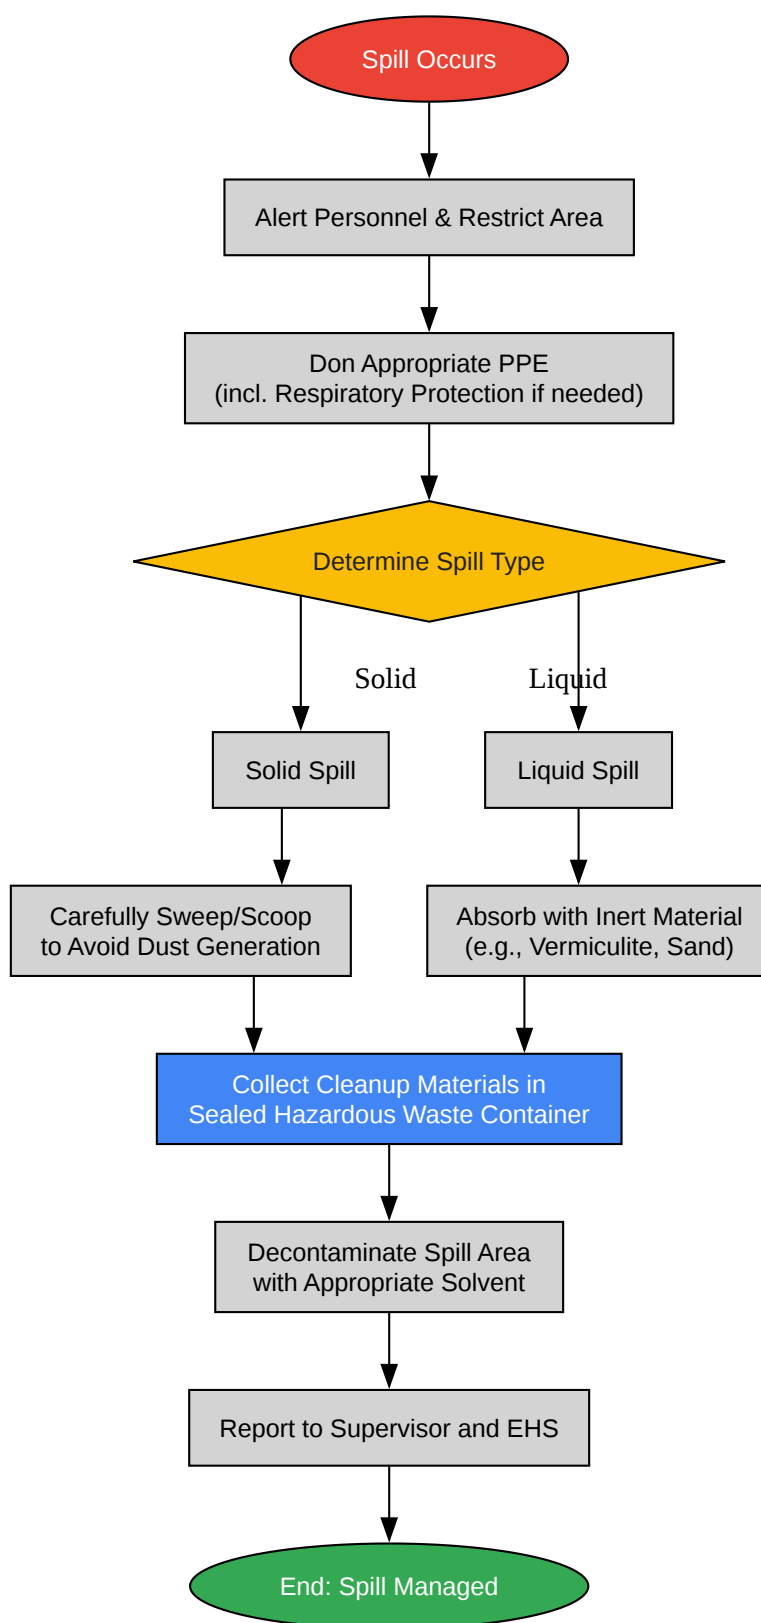 Spill Occurs
Alert Personnel & Restrict Area
Don Appropriate PPE
(incl. Respiratory Protection if needed)
Determine Spill Type
Solid
Liquid
Solid Spill
Liquid Spill
Carefully Sweep/Scoop
to Avoid Dust Generation
Absorb with Inert Material
(e.g., Vermiculite, Sand)
Collect Cleanup Materials in
Sealed Hazardous Waste Container
Decontaminate Spill Area
with Appropriate Solvent
Report to Supervisor and EHS
End: Spill Managed